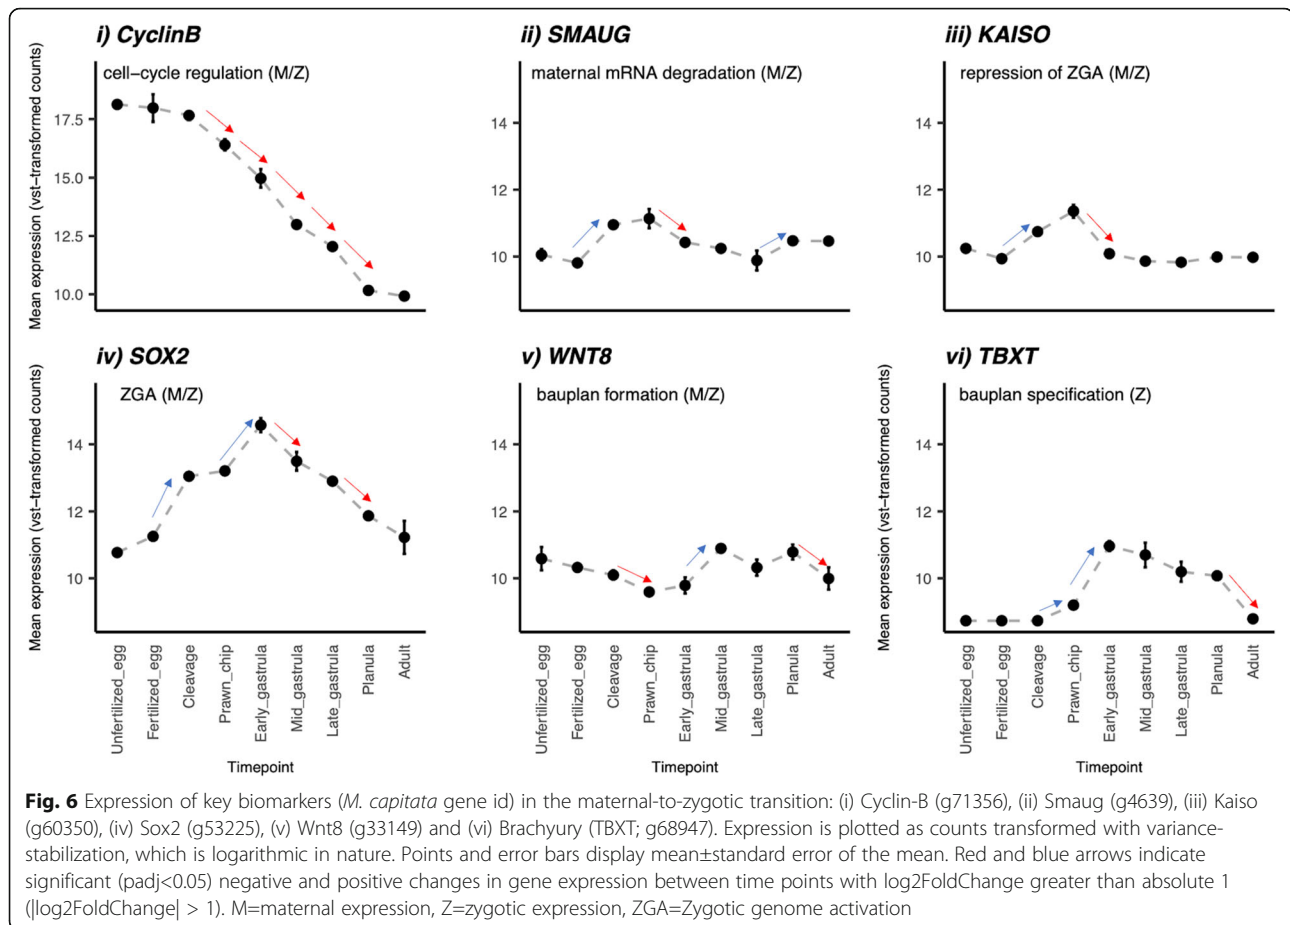 i) CyclinB
cell-cycle regulation (M/Z)
Mean expression (vst-transformed counts)
17.5
15.0
12.5
10.0
ii) SMAUG
maternal mRNA degradation (M/Z)
14
12
10
iii) KAISO
repression of ZGA (M/Z)
14
12
10
iv) SOX2
ZGA (M/Z)
Mean expression (vst-transformed counts)
14
12
10
Unfertilized_egg
Fertilized_egg
Cleavage
Prawn_chip
Early_gastrula
Mid_gastrula
Late_gastrula
Planula
Adult
Timepoint
v) WNT8
bauplan formation (M/Z)
14
12
10
Unfertilized_egg
Fertilized_egg
Cleavage
Prawn_chip
Early_gastrula
Mid_gastrula
Late_gastrula
Planula
Adult
Timepoint
vi) TBXT
bauplan specification (Z)
Mean expression (vst-transformed counts)
14
12
10
Unfertilized_egg
Fertilized_egg
Cleavage
Prawn_chip
Early_gastrula
Mid_gastrula
Late_gastrula
Planula
Adult
Timepoint
Fig. 6 Expression of key biomarkers (M. capitata gene id) in the maternal-to-zygotic transition: (i) Cyclin-B (g71356), (ii) Smaug (g4639), (iii) Kaiso
(g60350), (iv) Sox2 (g53225), (v) Wnt8 (g33149) and (vi) Brachyury (TBXT; g68947). Expression is plotted as counts transformed with variance-
stabilization, which is logarithmic in nature. Points and error bars display mean±standard error of the mean. Red and blue arrows indicate
significant (padj<0.05) negative and positive changes in gene expression between time points with log2FoldChange greater than absolute 1
(|log2FoldChange| > 1). M=maternal expression, Z=zygotic expression, ZGA=Zygotic genome activation